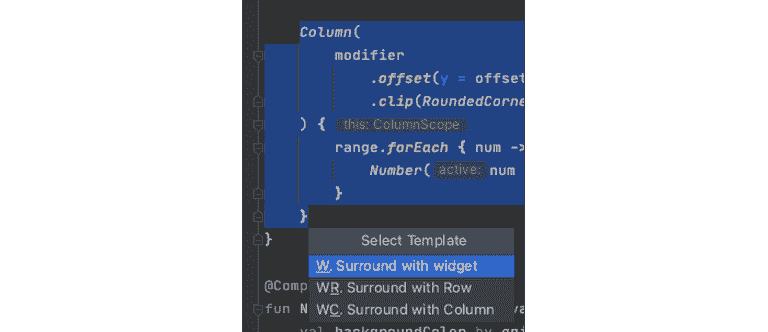 Column(
modifier
.offset(y = offset
.clip(RoundedCorne
) { this: ColumnScope
range.forEach { num ->
Number( active: num
}
}
}
Select Template
W. Surround with widget
WR. Surround with Row
WC. Surround with Column
@Comp
fun N
val backgroundColor by